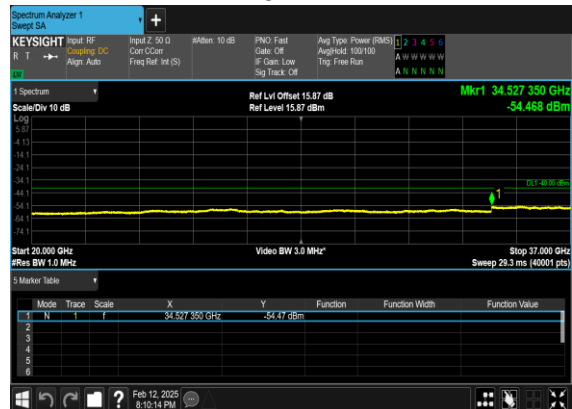 Spectrum Analyzer 1
Swept SA
+
KEYSIGHT Input: RF Input Z: 50 Ω #Atten: 10 dB PNO: Fast Avg Type: Power (RMS) 1 2 3 4 5 6
R T Coupling: DC Corr CCorr Gate: Off Avg|Hold: 100/100 A W W W W W
Align: Auto Freq Ref: Int (S) IF Gain: Low Trig: Free Run
Sig Track: Off A N N N N N
1 Spectrum Ref Lvl Offset 15.87 dB Mkr1 34.527 350 GHz
Scale/Div 10 dB Ref Level 15.87 dBm -54.468 dBm
Log
5.87
-4.13
-14.1
-24.1
-34.1
DL1 -40.00 dBm
-44.1
1
-54.1
-64.1
-74.1
Start 20.000 GHz Video BW 3.0 MHz* Stop 37.000 GHz
#Res BW 1.0 MHz Sweep 29.3 ms (40001 pts)
5 Marker Table
Mode Trace Scale X Y Function Function Width Function Value
1 N 1 f 34.527 350 GHz -54.47 dBm
2
3
4
5
6
? Feb 12, 2025
8:10:14 PM